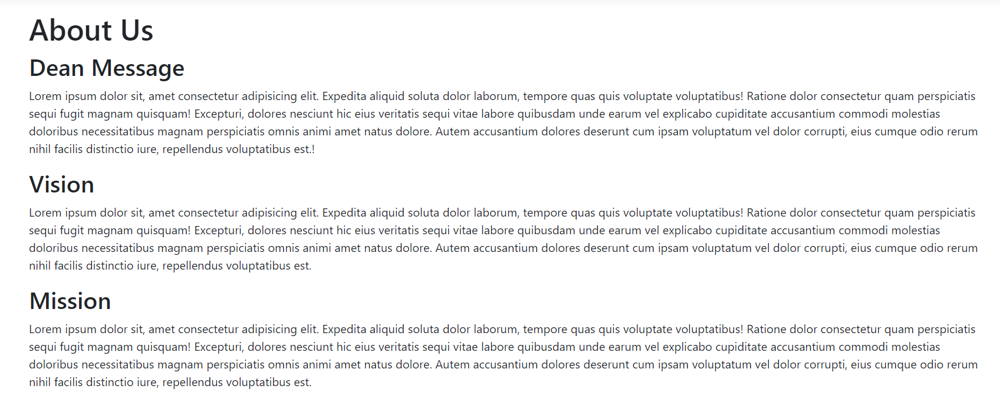 About Us
Dean Message
Lorem ipsum dolor sit, amet consectetur adipisicing elit. Expedita aliquid soluta dolor laborum, tempore quas quis voluptate voluptatibus! Ratione dolor consectetur quam perspiciatis
sequi fugit magnam quisquam! Excepturi, dolores nesciunt hic eius veritatis sequi vitae labore quibusdam unde earum vel explicabo cupiditate accusantium commodi molestias
doloribus necessitatibus magnam perspiciatis omnis animi amet natus dolore. Autem accusantium dolores deserunt cum ipsam voluptatum vel dolor corrupti, eius cumque odio rerum
nihil facilis distinctio iure, repellendus voluptatibus est.!
Vision
Lorem ipsum dolor sit, amet consectetur adipisicing elit. Expedita aliquid soluta dolor laborum, tempore quas quis voluptate voluptatibus! Ratione dolor consectetur quam perspiciatis
sequi fugit magnam quisquam! Excepturi, dolores nesciunt hic eius veritatis sequi vitae labore quibusdam unde earum vel explicabo cupiditate accusantium commodi molestias
doloribus necessitatibus magnam perspiciatis omnis animi amet natus dolore. Autem accusantium dolores deserunt cum ipsam voluptatum vel dolor corrupti, eius cumque odio rerum
nihil facilis distinctio iure, repellendus voluptatibus est.
Mission
Lorem ipsum dolor sit, amet consectetur adipisicing elit. Expedita aliquid soluta dolor laborum, tempore quas quis voluptate voluptatibus! Ratione dolor consectetur quam perspiciatis
sequi fugit magnam quisquam! Excepturi, dolores nesciunt hic eius veritatis sequi vitae labore quibusdam unde earum vel explicabo cupiditate accusantium commodi molestias
doloribus necessitatibus magnam perspiciatis omnis animi amet natus dolore. Autem accusantium dolores deserunt cum ipsam voluptatum vel dolor corrupti, eius cumque odio rerum
nihil facilis distinctio iure, repellendus voluptatibus est.